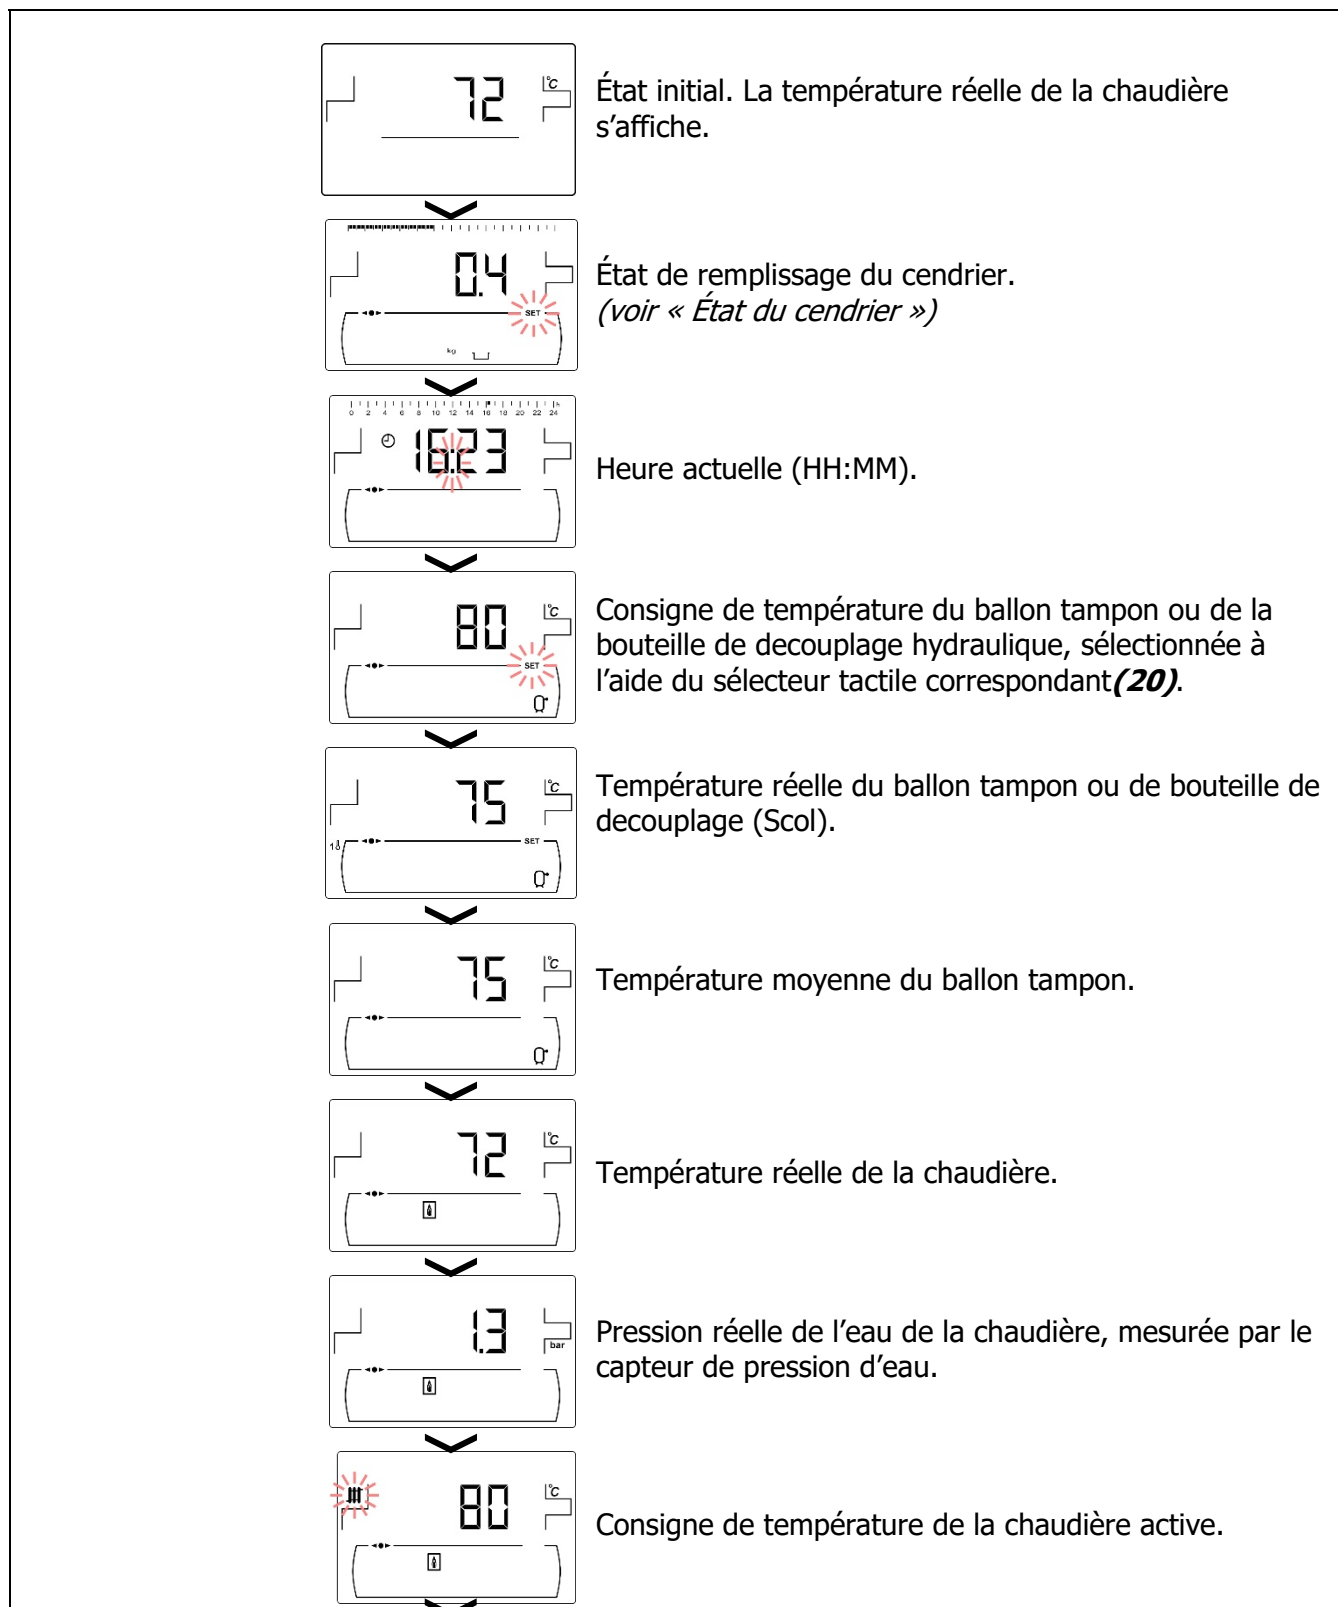 72 °C
État initial. La température réelle de la chaudière
s'affiche.
0.4
SET
kg
État de remplissage du cendrier.
(voir « État du cendrier »)
0 2 4 6 8 10 12 14 16 18 20 22 24 h
16:23
Heure actuelle (HH:MM).
80 °C
SET
Consigne de température du ballon tampon ou de la
bouteille de decouplage hydraulique, sélectionnée à
l'aide du sélecteur tactile correspondant(20).
75 °C
1
SET
Température réelle du ballon tampon ou de bouteille de
decouplage (Scol).
75 °C
Température moyenne du ballon tampon.
72 °C
Température réelle de la chaudière.
1.3
bar
Pression réelle de l'eau de la chaudière, mesurée par le
capteur de pression d'eau.
80 °C
Consigne de température de la chaudière active.